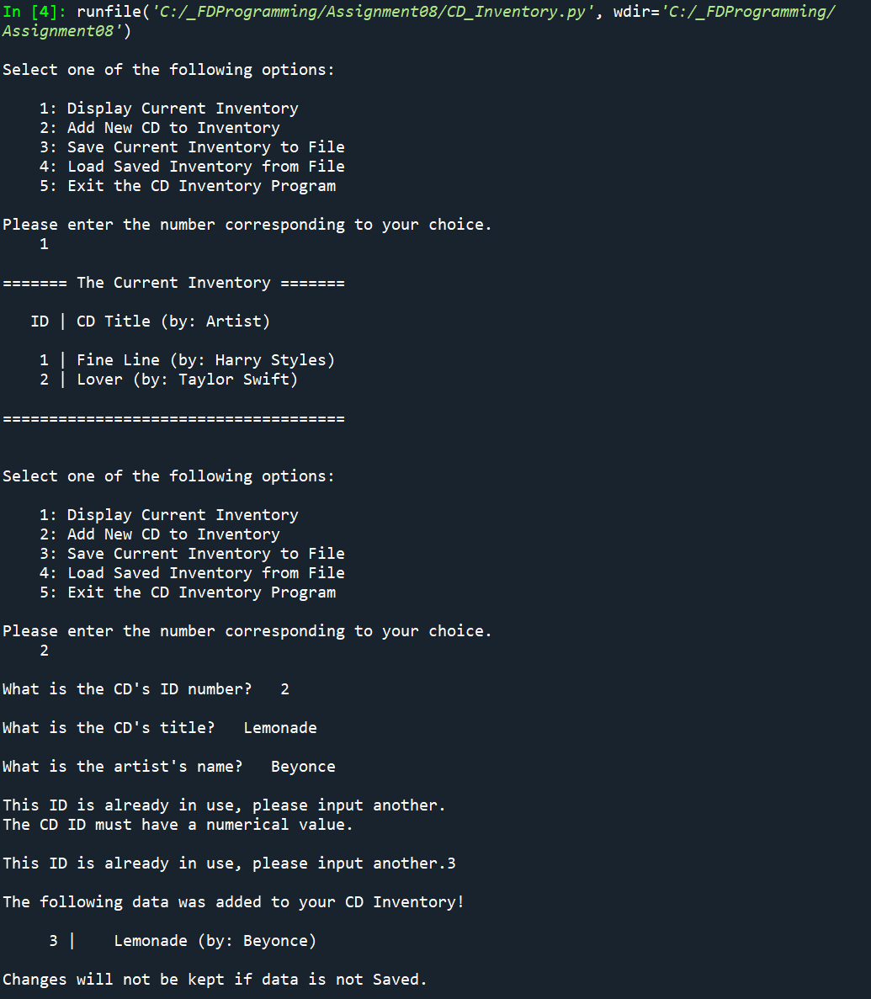 In [4]: runfile('C:/_FDProgramming/Assignment08/CD_Inventory.py', wdir='C:/_FDProgramming/
Assignment08')
Select one of the following options:
1: Display Current Inventory
2: Add New CD to Inventory
3: Save Current Inventory to File
4: Load Saved Inventory from File
5: Exit the CD Inventory Program
Please enter the number corresponding to your choice.
1
======= The Current Inventory =======
ID | CD Title (by: Artist)
1 | Fine Line (by: Harry Styles)
2 | Lover (by: Taylor Swift)
=====================================
Select one of the following options:
1: Display Current Inventory
2: Add New CD to Inventory
3: Save Current Inventory to File
4: Load Saved Inventory from File
5: Exit the CD Inventory Program
Please enter the number corresponding to your choice.
2
What is the CD's ID number?   2
What is the CD's title?   Lemonade
What is the artist's name?   Beyonce
This ID is already in use, please input another.
The CD ID must have a numerical value.
This ID is already in use, please input another.3
The following data was added to your CD Inventory!
3 |    Lemonade (by: Beyonce)
Changes will not be kept if data is not Saved.